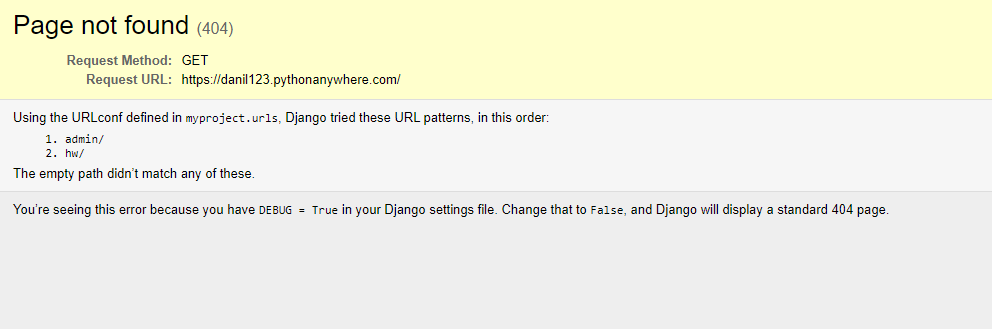 Page not found (404)
Request Method: GET
Request URL: https://danil123.pythonanywhere.com/
Using the URLconf defined in myproject.urls, Django tried these URL patterns, in this order:
1. admin/
2. hw/
The empty path didn’t match any of these.
You’re seeing this error because you have DEBUG = True in your Django settings file. Change that to False, and Django will display a standard 404 page.